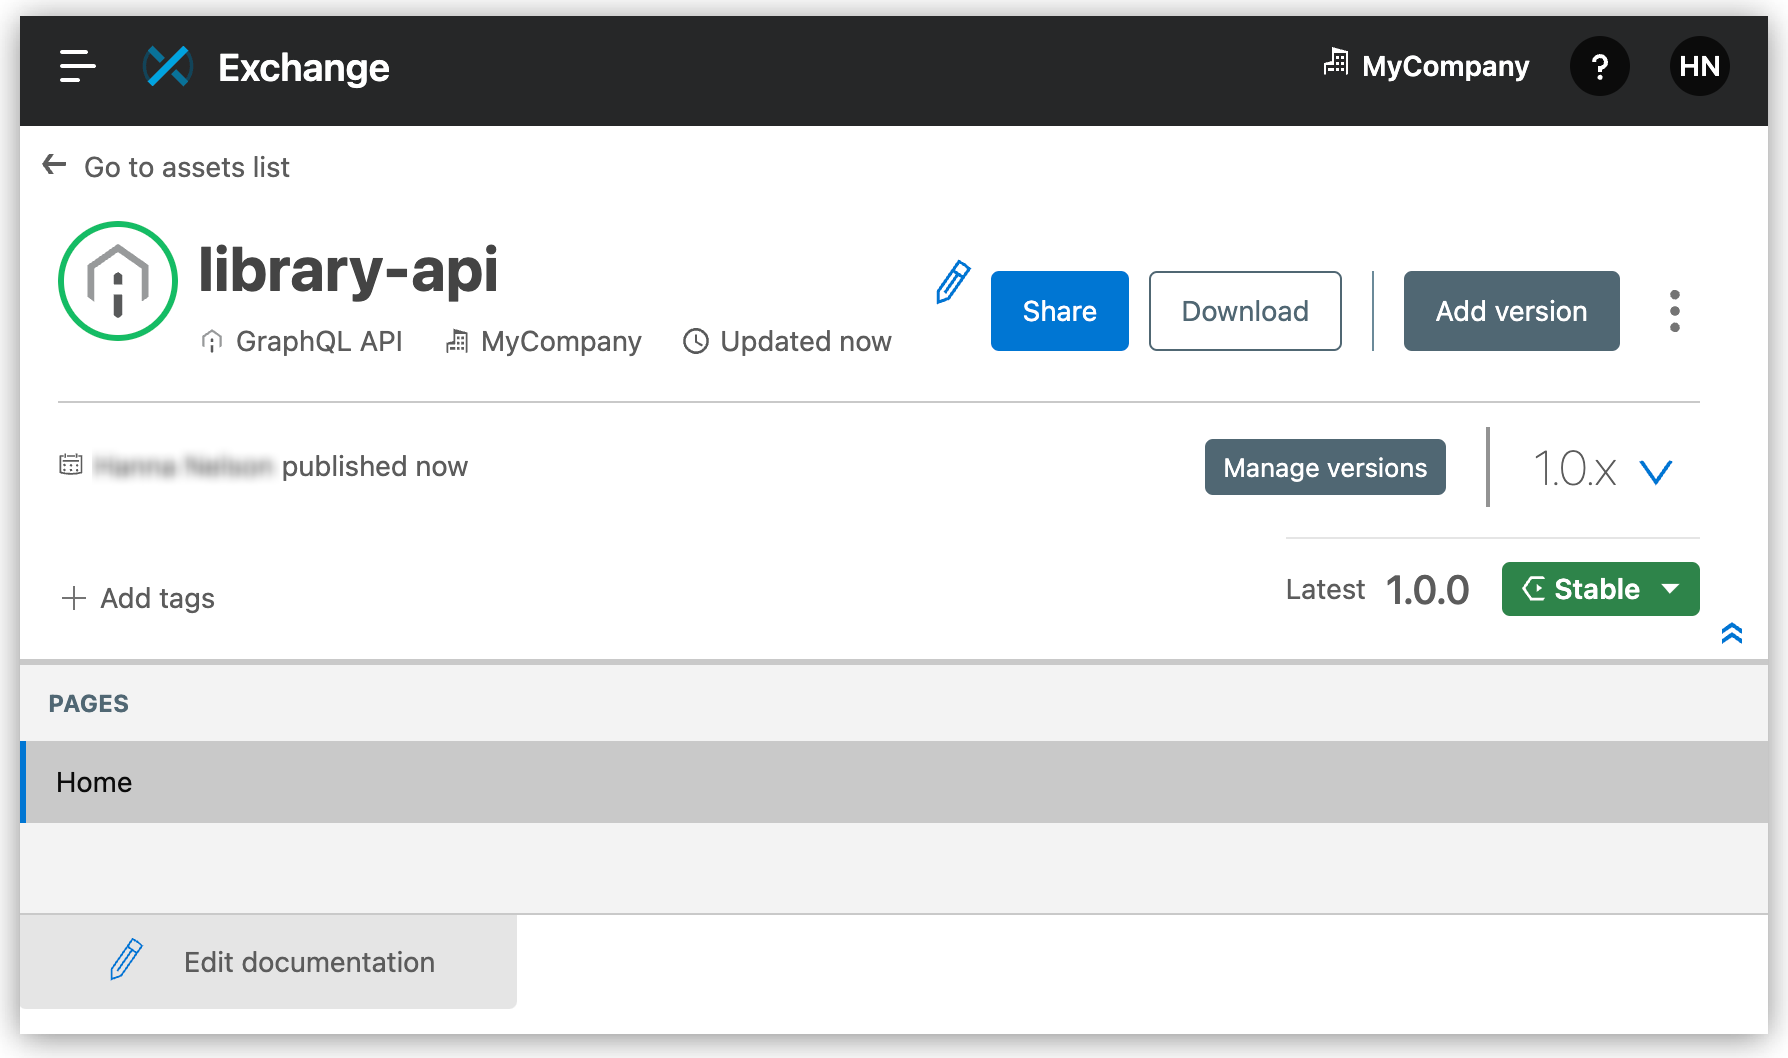 Exchange
MyCompany
?
HN
Go to assets list
library-api
GraphQL API
MyCompany
Updated now
Share
Download
Add version
published now
Manage versions
1.0.x
Add tags
Latest 1.0.0
Stable
PAGES
Home
Edit documentation